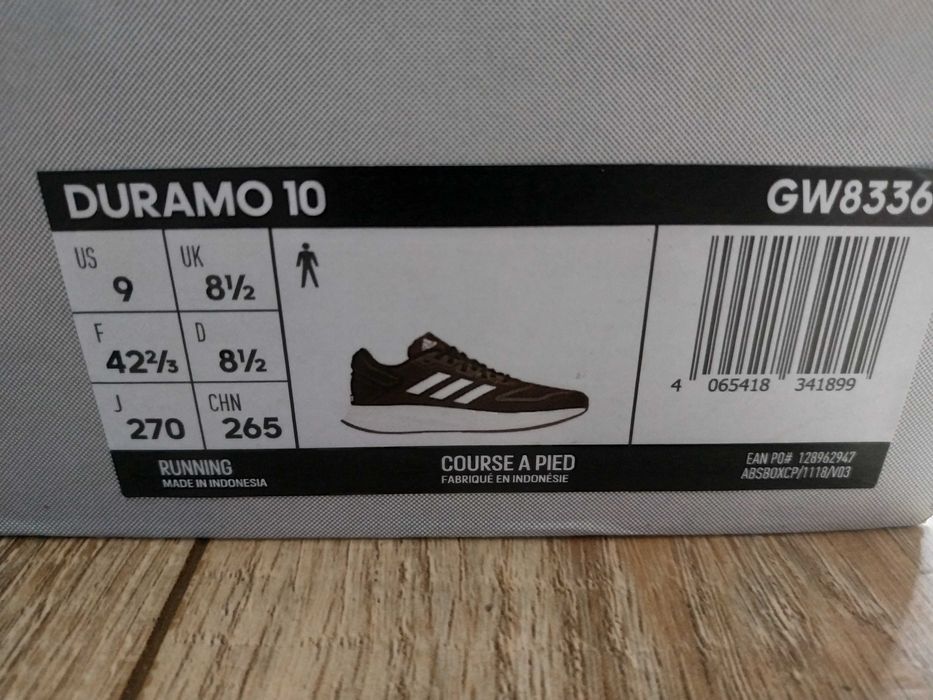 DURAMO 10
GW8336
US
9
UK
8½
F
42⅔
D
8½
J
270
CHN
265
4 065418 341899
RUNNING
MADE IN INDONESIA
COURSE A PIED
FABRIQUÉ EN INDONÉSIE
EAN PO# 128962947
ABSBOXCP/1118/V03